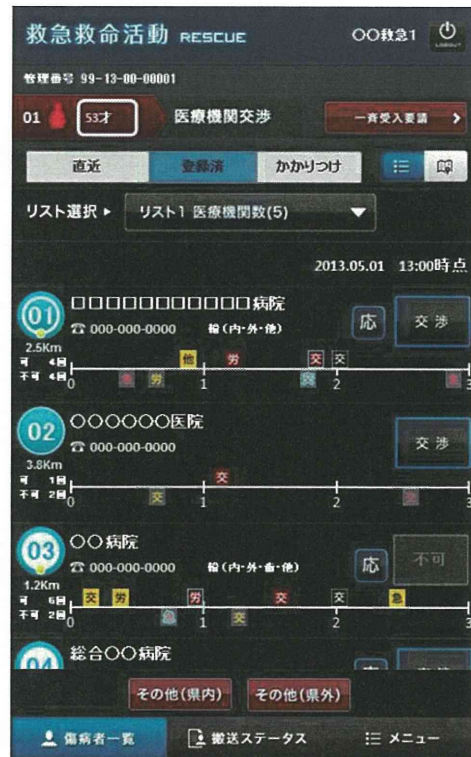 救急救命活動 RESCUE
〇〇救急1
LOGOUT
管理番号 99-13-00-00001
01 53才 医療機関交渉 一斉受入要請
直近 登録済 かかりつけ
リスト選択 リスト1 医療機関数(5)
2013.05.01 13:00時点
01 □□□□□□□□□□□病院
☎ 000-000-0000 輪(内・外・他) 応 交渉
2.5Km
可 4回 他 労 交 交
不可 4回 0 労 1 2 3
02 〇〇〇〇〇〇医院
☎ 000-000-0000 交渉
3.8Km
可 1回 交
不可 2回 0 交 1 2 3
03 〇〇病院
☎ 000-000-0000 輪(内・外・歯・他) 応 不可
1.2Km
可 6回 交 労 労 交 交 急
不可 2回 0 急 1 交 2 3
04 総合〇〇病院
その他(県内) その他(県外)
傷病者一覧 搬送ステータス メニュー